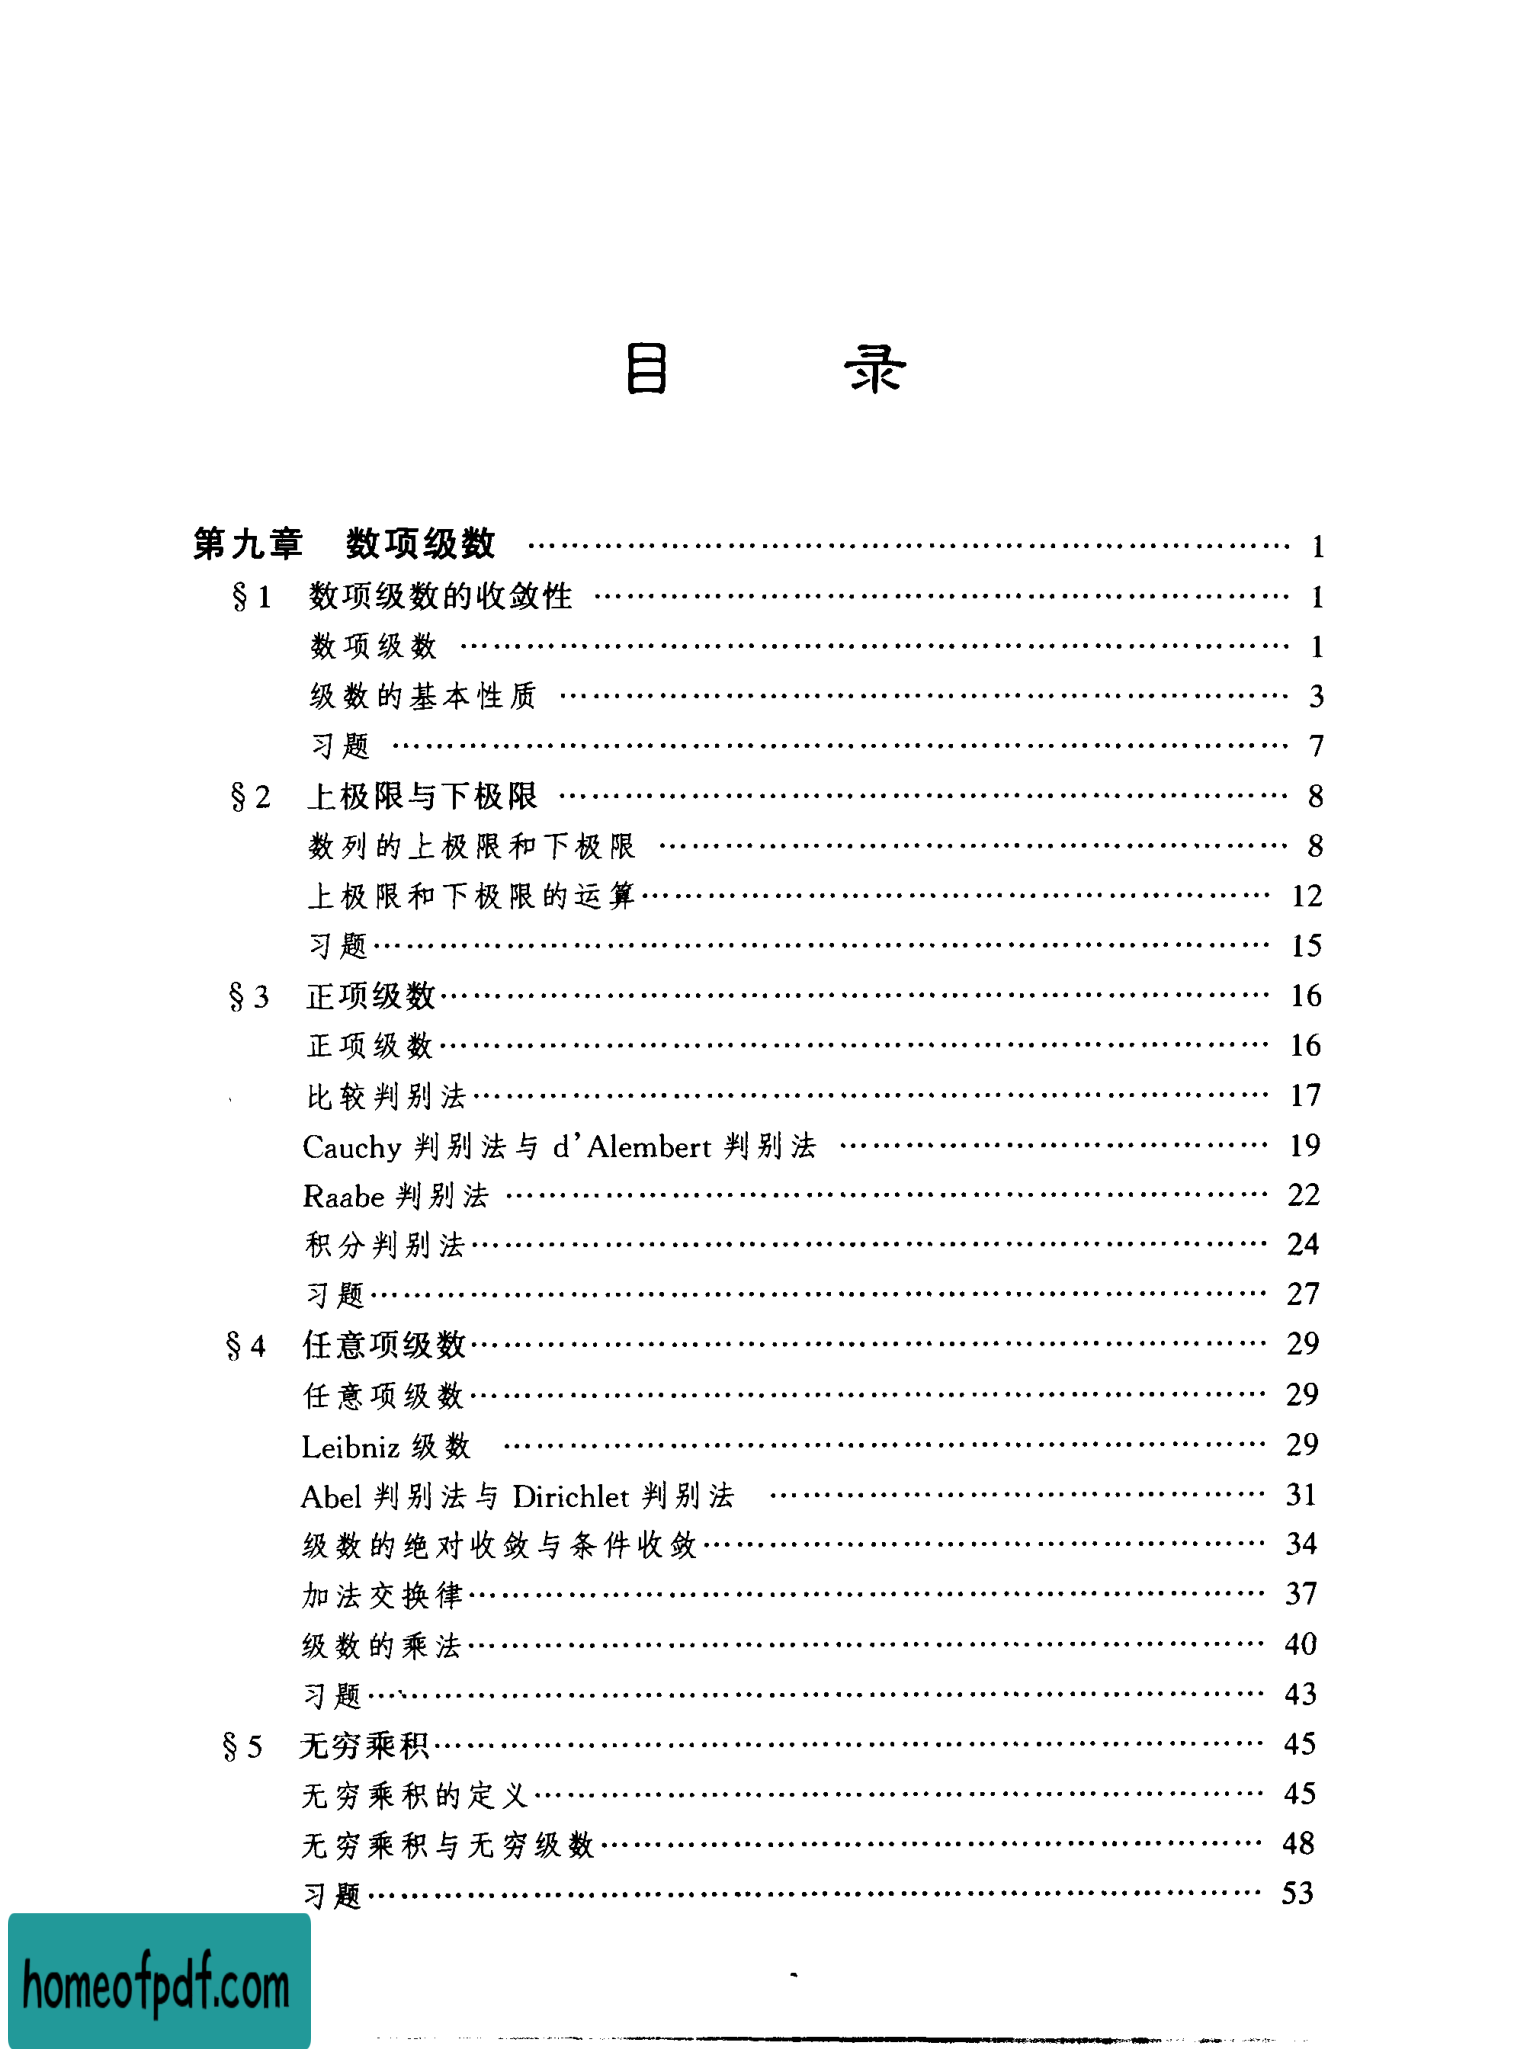 目 录
第九章 数项级数 …… 1
§1 数项级数的收敛性 …… 1
数项级数 …… 1
级数的基本性质 …… 3
习题 …… 7
§2 上极限与下极限 …… 8
数列的上极限和下极限 …… 8
上极限和下极限的运算 …… 12
习题 …… 15
§3 正项级数 …… 16
正项级数 …… 16
比较判别法 …… 17
Cauchy 判别法与 d'Alembert 判别法 …… 19
Raabe 判别法 …… 22
积分判别法 …… 24
习题 …… 27
§4 任意项级数 …… 29
任意项级数 …… 29
Leibniz 级数 …… 29
Abel 判别法与 Dirichlet 判别法 …… 31
级数的绝对收敛与条件收敛 …… 34
加法交换律 …… 37
级数的乘法 …… 40
习题 …… 43
§5 无穷乘积 …… 45
无穷乘积的定义 …… 45
无穷乘积与无穷级数 …… 48
习题 …… 53
homeofpdf.com